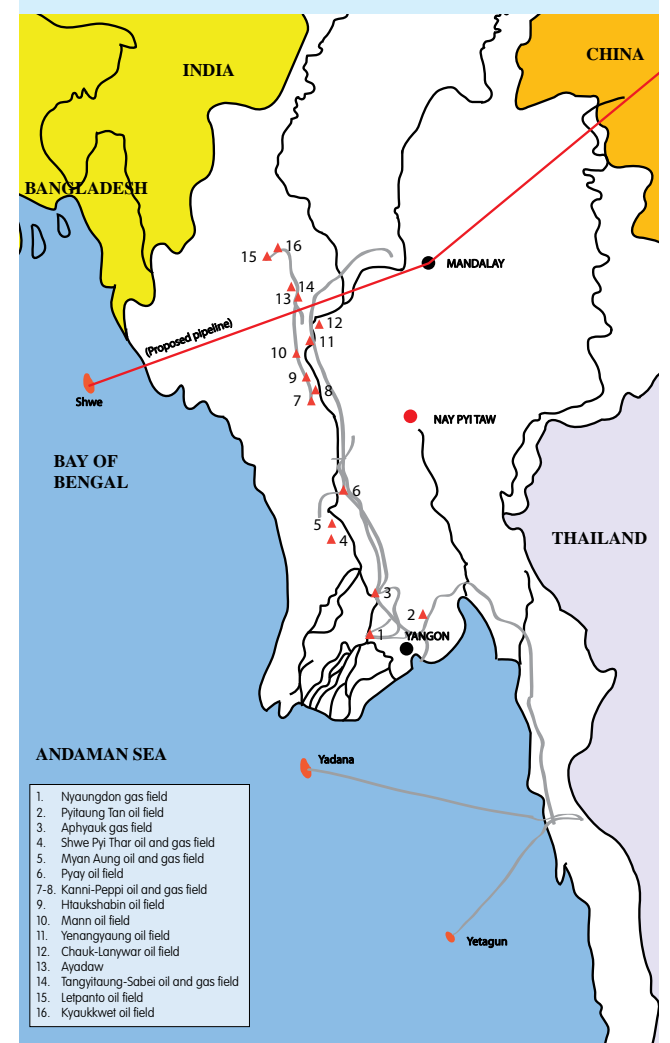 INDIA
CHINA
BANGLADESH
16
15
MANDALAY
14
13
12
(Proposed pipeline)
11
10
9
8
Shwe
7
NAY PYI TAW
BAY OF
BENGAL
6
5
THAILAND
4
3
2
1
YANGON
ANDAMAN SEA
Yadana
1. Nyaungdon gas field
2. Pyitaung Tan oil field
3. Aphyauk gas field
4. Shwe Pyi Thar oil and gas field
5. Myan Aung oil and gas field
6. Pyay oil field
7-8. Kanni-Peppi oil and gas field
9. Htaukshabin oil field
10. Mann oil field
11. Yenangyaung oil field
12. Chauk-Lanywar oil field
13. Ayadaw
14. Tangyitaung-Sabei oil and gas field
15. Letpanto oil field
16. Kyaukkwet oil field
Yetagun